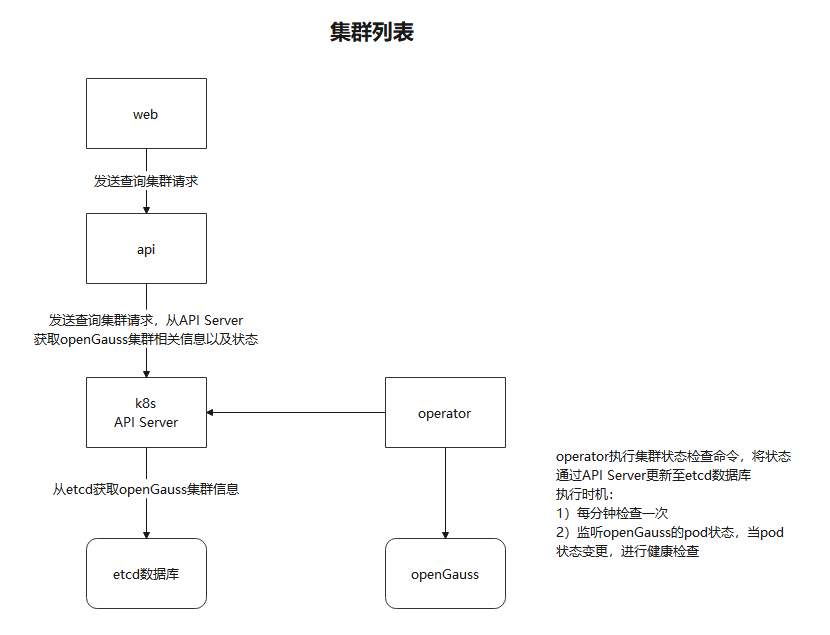 集群列表
web
发送查询集群请求
api
发送查询集群请求，从API Server
获取openGauss集群相关信息以及状态
k8s
API Server
operator
从etcd获取openGauss集群信息
etcd数据库
openGauss
operator执行集群状态检查命令，将状态
通过API Server更新至etcd数据库
执行时机：
1）每分钟检查一次
2）监听openGauss的pod状态，当pod
状态变更，进行健康检查